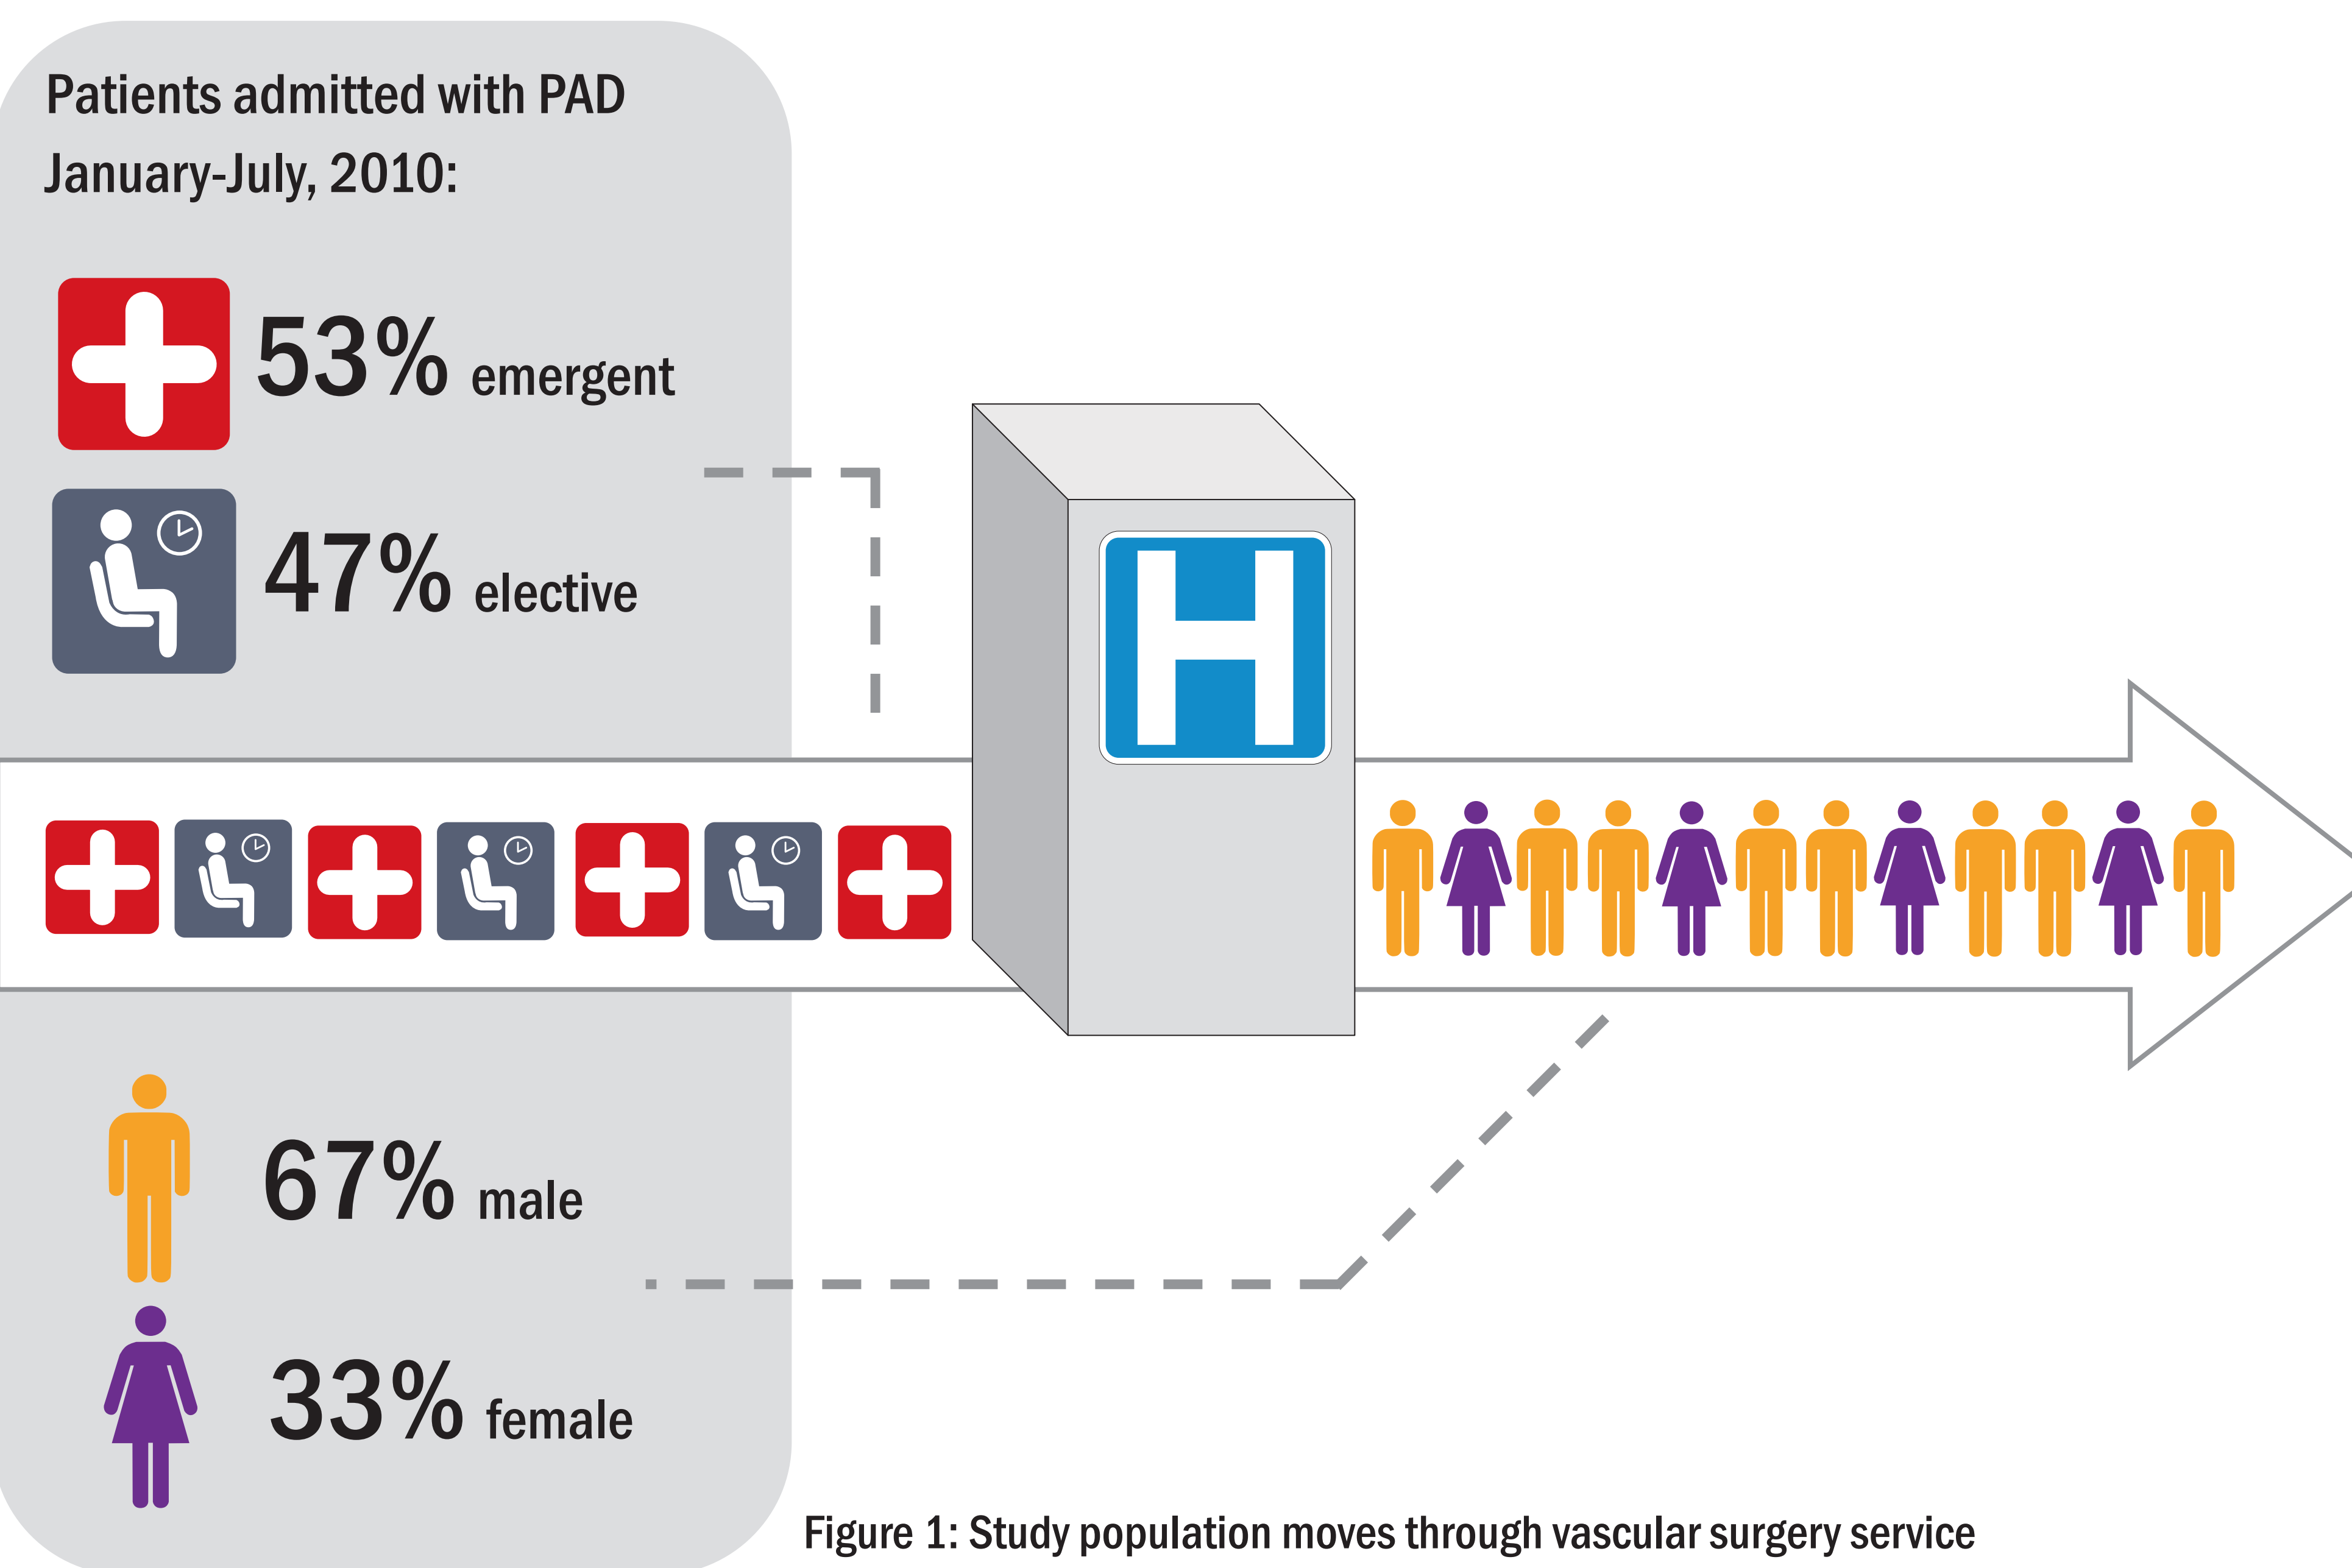 Patients admitted with PAD
January-July, 2010:
53% emergent
47% elective
H
67% male
33% female
Figure 1: Study population moves through vascular surgery service